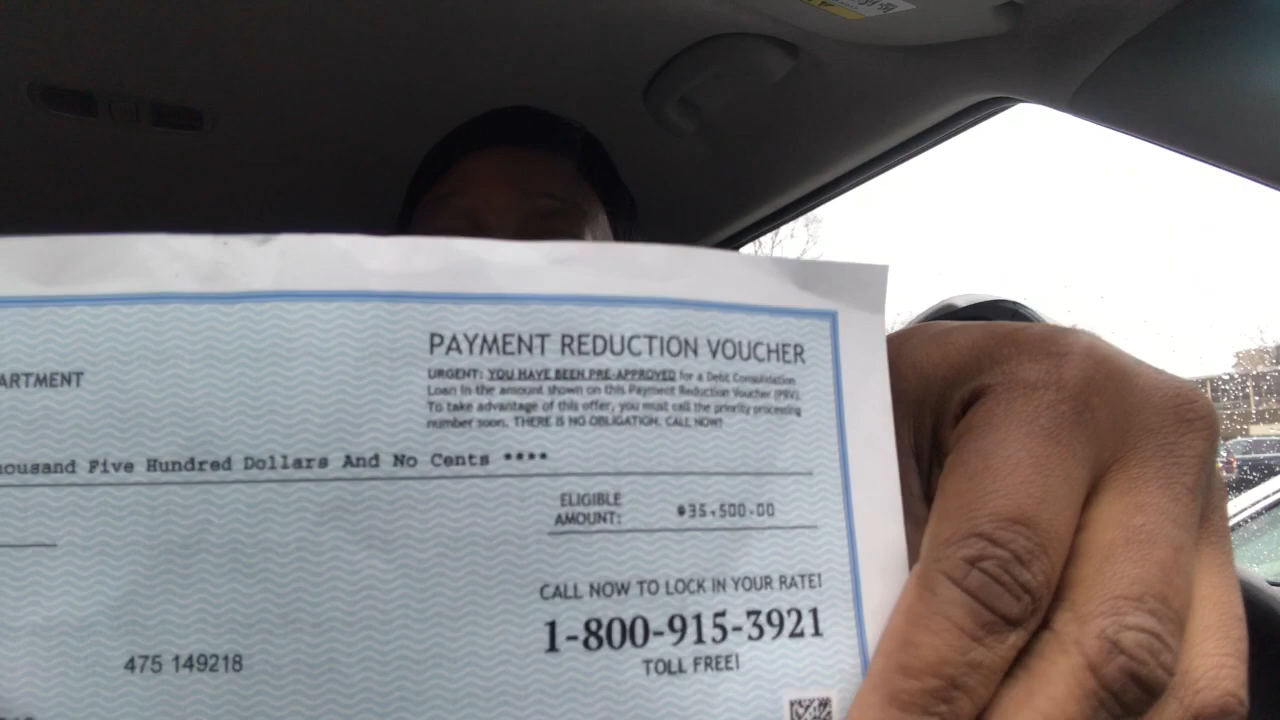 PAYMENT REDUCTION VOUCHER
ARTMENT
URGENT: YOU HAVE BEEN PRE-APPROVED for a Debt Consolidation
Loan in the amount shown on this Payment Reduction Voucher (PRV).
To take advantage of this offer, you must call the priority processing
number soon. THERE IS NO OBLIGATION. CALL NOW!
housand Five Hundred Dollars And No Cents ****
ELIGIBLE
AMOUNT: $35,500.00
CALL NOW TO LOCK IN YOUR RATE!
1-800-915-3921
TOLL FREE!
475 149218